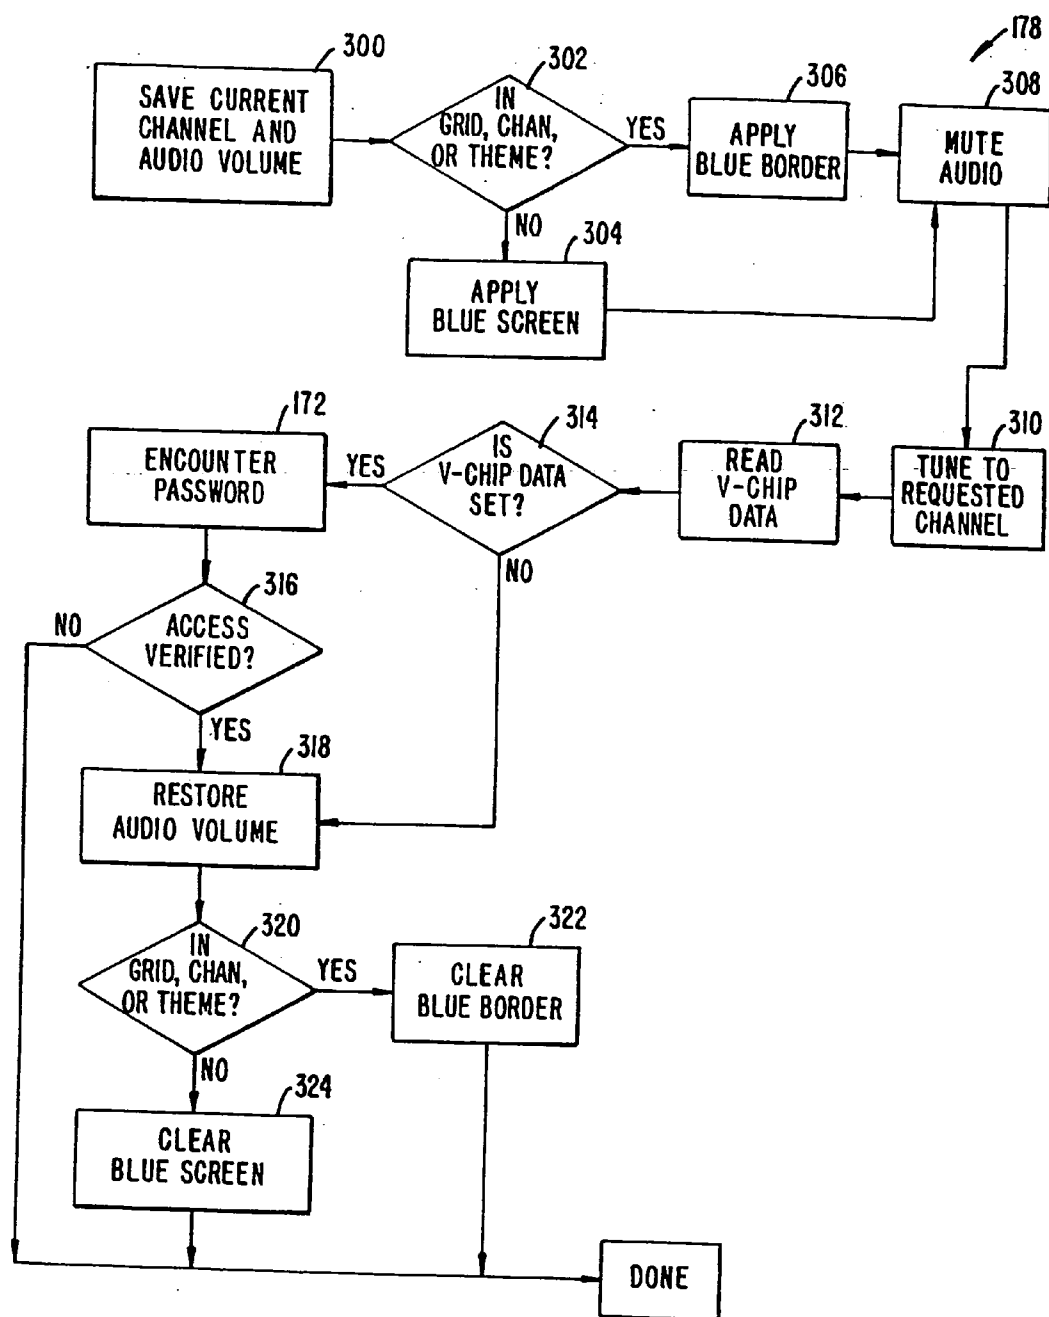 178
300
SAVE CURRENT
CHANNEL AND
AUDIO VOLUME
302
IN
GRID, CHAN,
OR THEME?
YES
NO
306
APPLY
BLUE BORDER
308
MUTE
AUDIO
304
APPLY
BLUE SCREEN
172
ENCOUNTER
PASSWORD
YES
314
IS
V-CHIP DATA
SET?
NO
312
READ
V-CHIP
DATA
310
TUNE TO
REQUESTED
CHANNEL
316
NO
ACCESS
VERIFIED?
YES
318
RESTORE
AUDIO VOLUME
320
IN
GRID, CHAN,
OR THEME?
YES
NO
322
CLEAR
BLUE BORDER
324
CLEAR
BLUE SCREEN
DONE